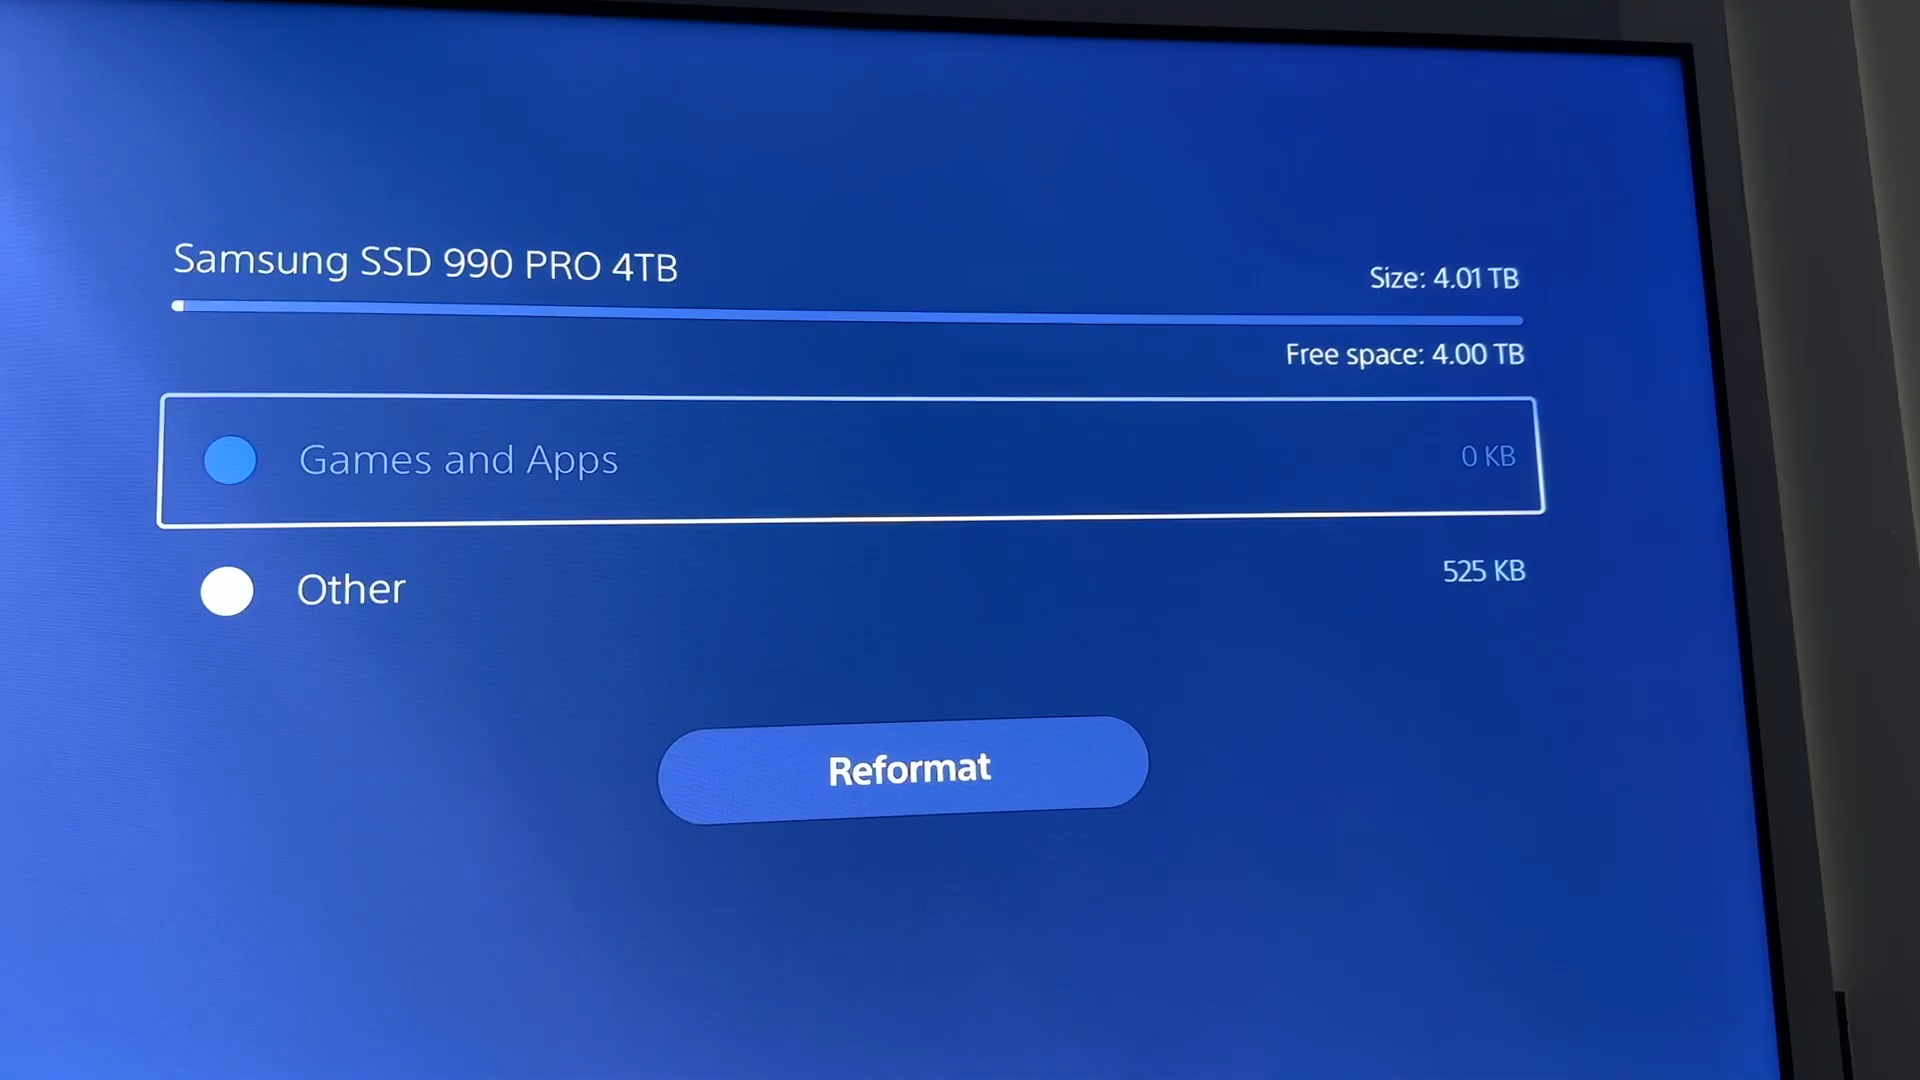 Samsung SSD 990 PRO 4TB
Size: 4.01 TB
Free space: 4.00 TB
Games and Apps
0 KB
Other
525 KB
Reformat